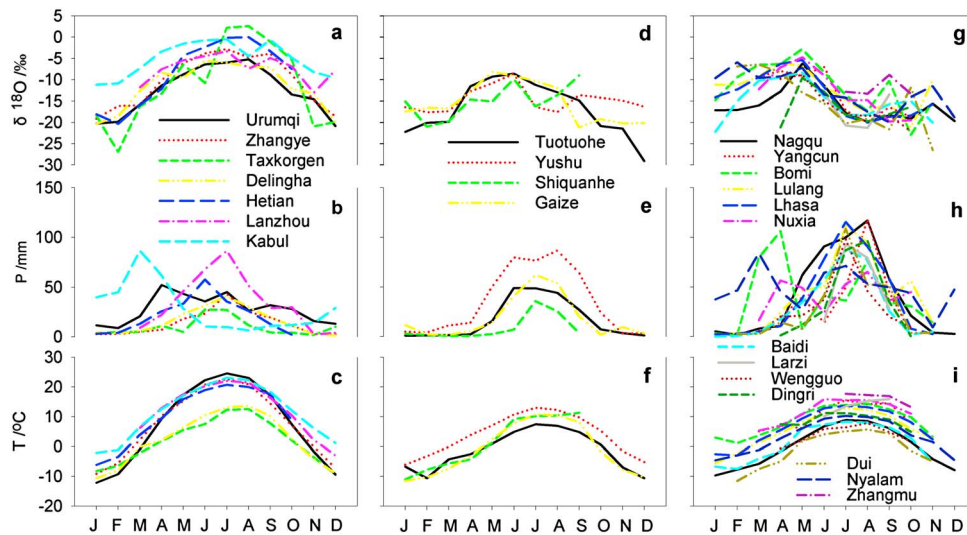 δ 18O /‰
5
0
-5
-10
-15
-20
-25
-30
a
Urumqi
Zhangye
Taxkorgen
Delingha
Hetian
Lanzhou
Kabul
d
Tuotuohe
Yushu
Shiquanhe
Gaize
g
Nagqu
Yangcun
Bomi
Lulang
Lhasa
Nuxia
P /mm
150
100
50
0
b
e
h
Baidi
Larzi
Wengguo
Dingri
T /ºC
30
20
10
0
-10
-20
c
f
i
Dui
Nyalam
Zhangmu
J F M A M J J A S O N D
J F M A M J J A S O N D
J F M A M J J A S O N D